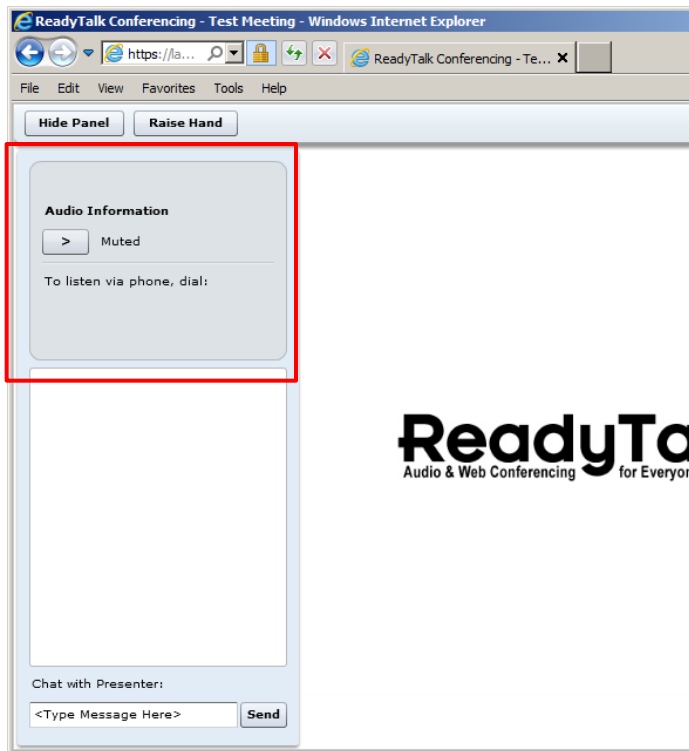 ReadyTalk Conferencing - Test Meeting - Windows Internet Explorer
https://la... ReadyTalk Conferencing - Te...
File Edit View Favorites Tools Help
Hide Panel Raise Hand
Audio Information
> Muted
To listen via phone, dial:
ReadyTa
Audio & Web Conferencing for Everyon
Chat with Presenter:
<Type Message Here> Send